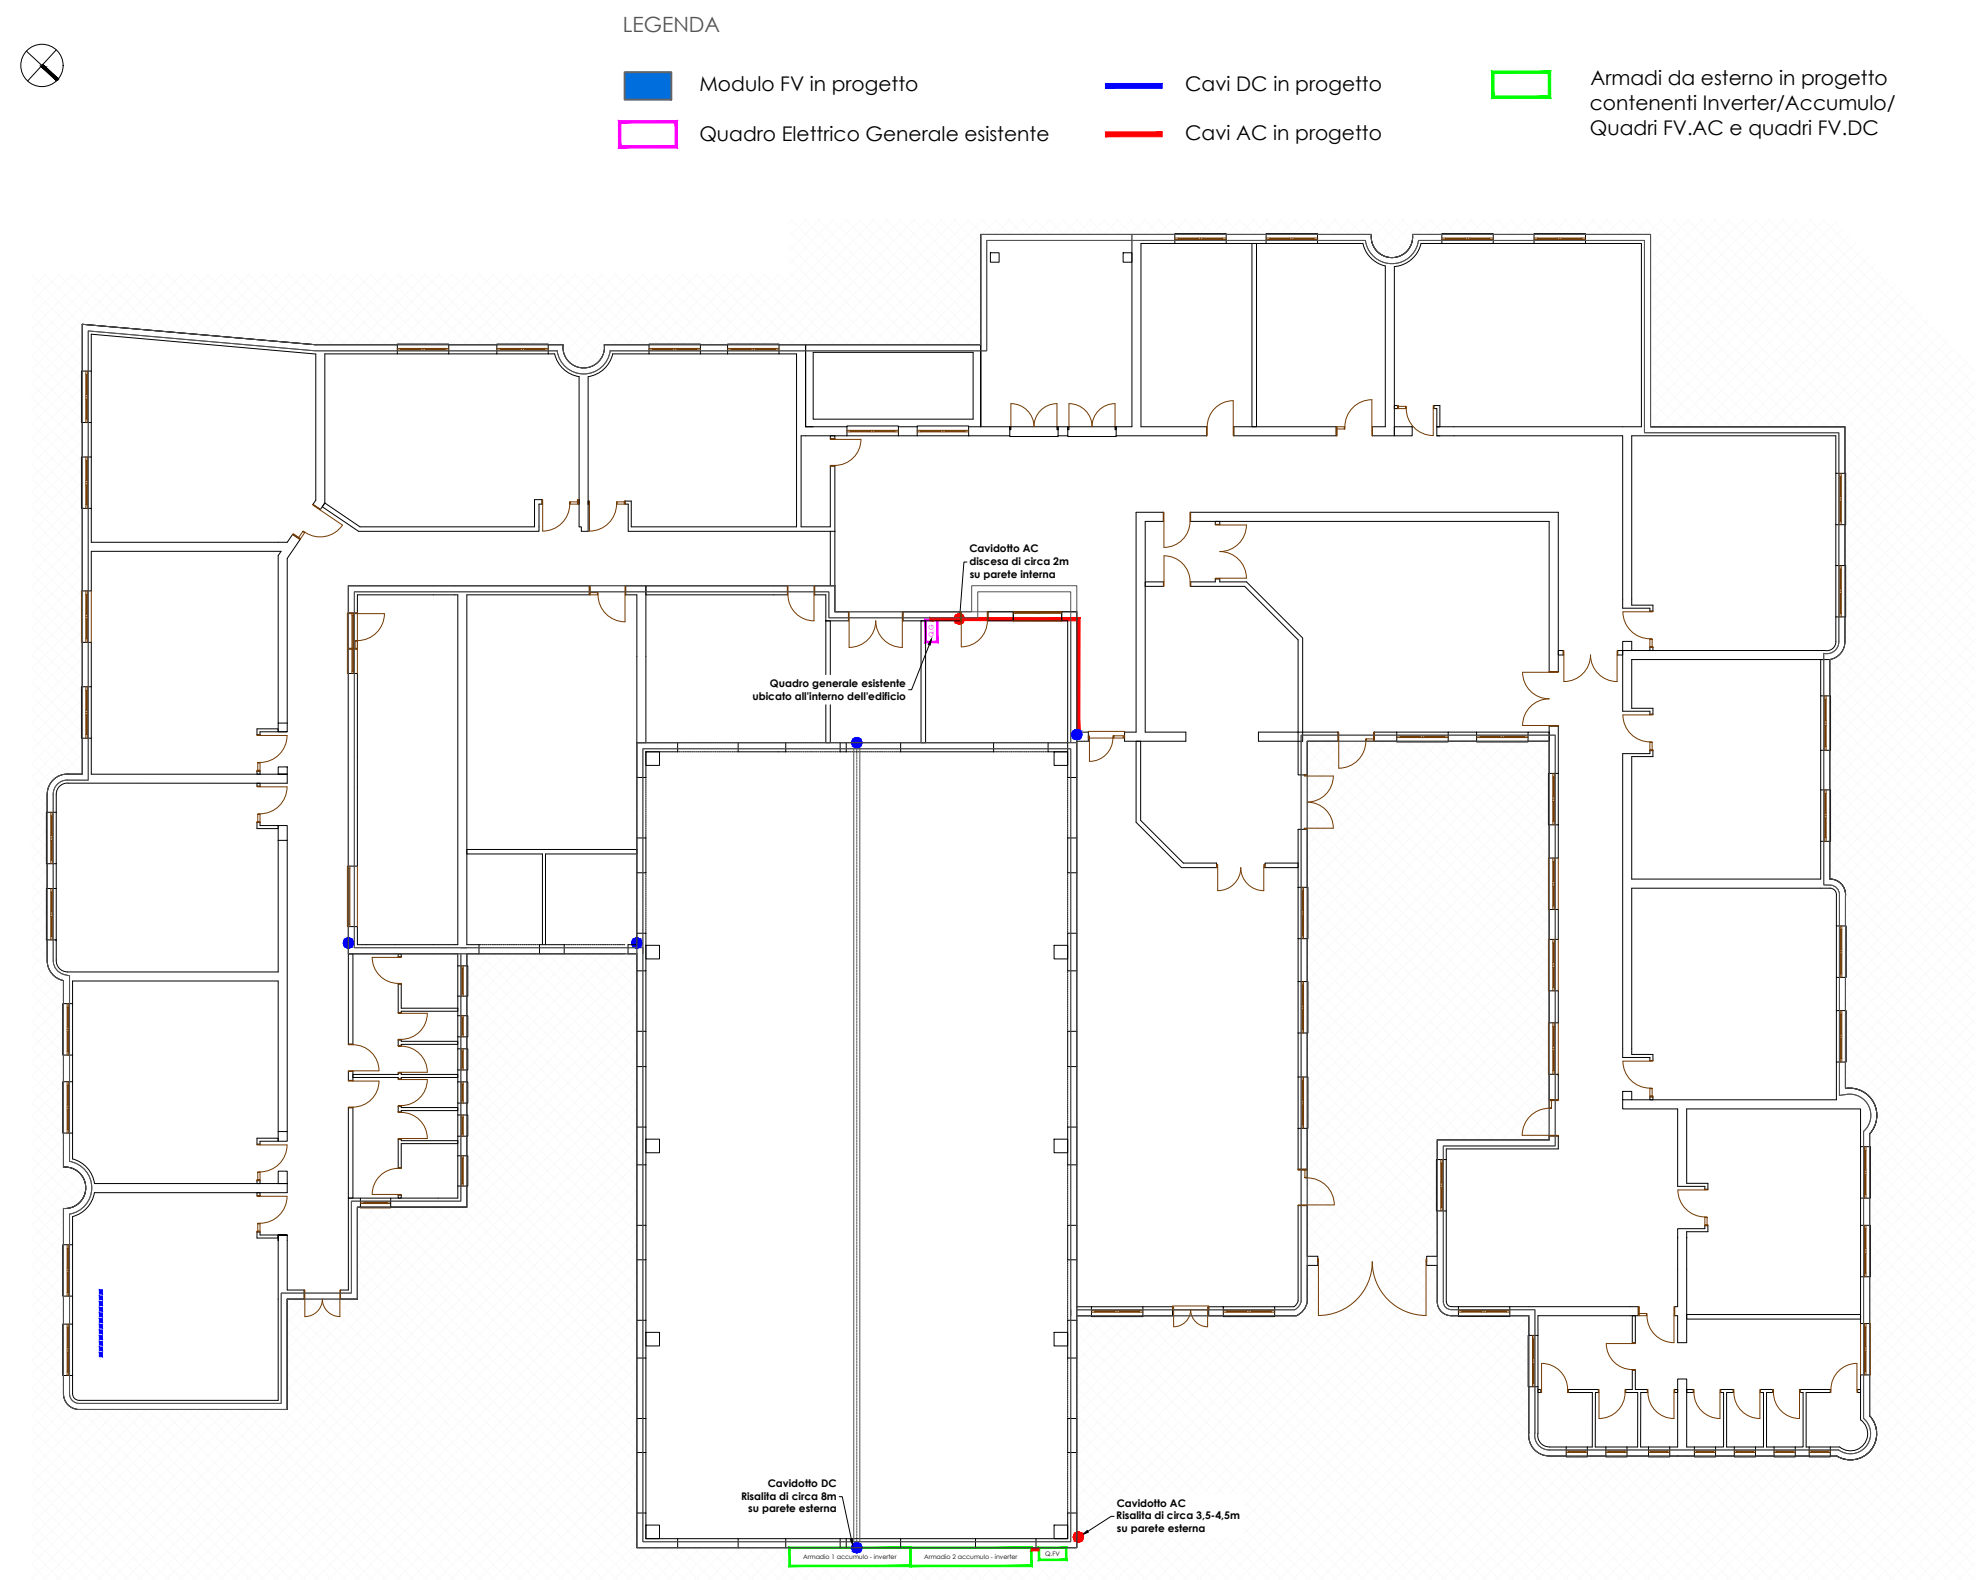 LEGENDA
Modulo FV in progetto
Quadro Elettrico Generale esistente
Cavi DC in progetto
Cavi AC in progetto
Armadi da esterno in progetto
contenenti Inverter/Accumulo/
Quadri FV.AC e quadri FV.DC
Cavidotto AC
discesa di circa 2m
su parete interna
Q.G
Quadro generale esistente
ubicato all'interno dell'edificio
Cavidotto DC
Risalita di circa 8m
su parete esterna
Cavidotto AC
Risalita di circa 3,5-4,5m
su parete esterna
Armadio 1 accumulo - inverter
Armadio 2 accumulo - inverter
Q.FV